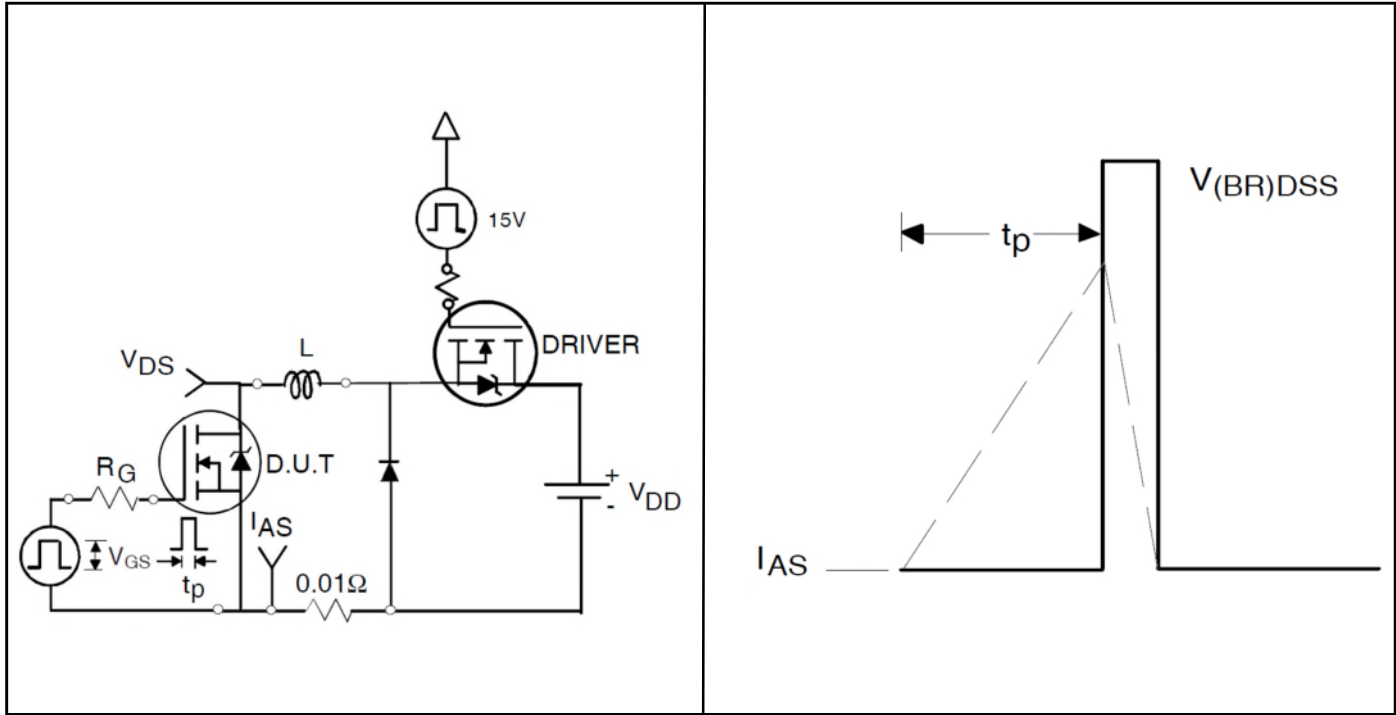 15V
DRIVER
L
VDS
D.U.T
RG
+
VDD
-
IAS
VGS
tp
0.01Ω
V(BR)DSS
tp
IAS